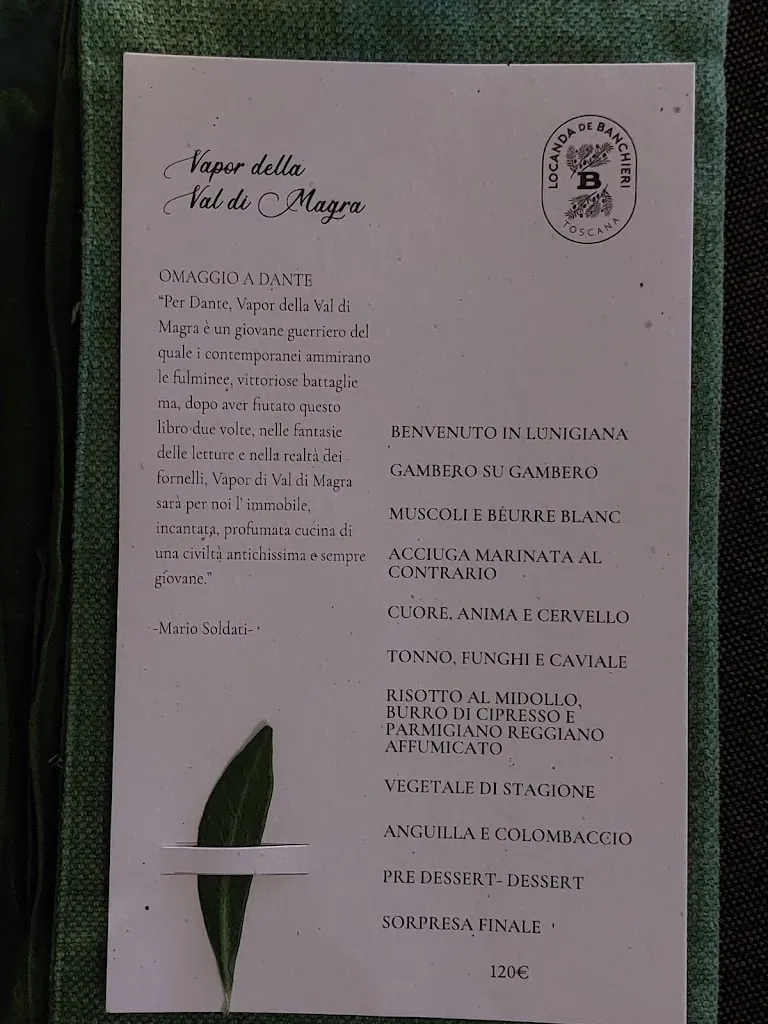 Vapor della
Val di Magra
LOCANDA DE BANCHIERI
B
TOSCANA
OMAGGIO A DANTE
“Per Dante, Vapor della Val di
Magra è un giovane guerriero del
quale i contemporanei ammirano
le fulminee, vittoriose battaglie
ma, dopo aver fiutato questo
libro due volte, nelle fantasie
delle letture e nella realtà dei
fornelli, Vapor di Val di Magra
sarà per noi l' immobile,
incantata, profumata cucina di
una civiltà antichissima e sempre
giovane.”
-Mario Soldati-
BENVENUTO IN LUNIGIANA
GAMBERO SU GAMBERO
MUSCOLI E BEURRE BLANC
ACCIUGA MARINATA AL
CONTRARIO
CUORE, ANIMA E CERVELLO
TONNO, FUNGHI E CAVIALE
RISOTTO AL MIDOLLO,
BURRO DI CIPRESSO E
PARMIGIANO REGGIANO
AFFUMICATO
VEGETALE DI STAGIONE
ANGUILLA E COLOMBACCIO
PRE DESSERT- DESSERT
SORPRESA FINALE
120€